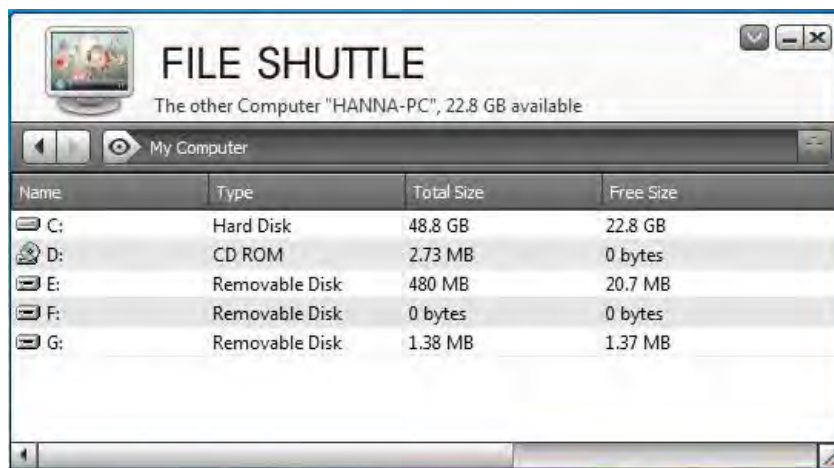 FILE SHUTTLE
The other Computer "HANNA-PC", 22.8 GB available
My Computer
Name Type Total Size Free Size
C: Hard Disk 48.8 GB 22.8 GB
D: CD ROM 2.73 MB 0 bytes
E: Removable Disk 480 MB 20.7 MB
F: Removable Disk 0 bytes 0 bytes
G: Removable Disk 1.38 MB 1.37 MB